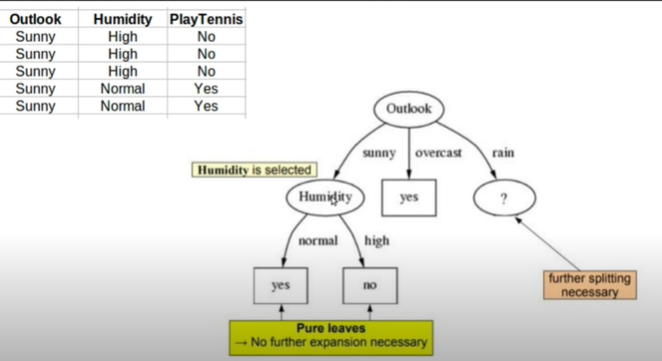 Outlook Humidity PlayTennis
Sunny High No
Sunny High No
Sunny High No
Sunny Normal Yes
Sunny Normal Yes
Outlook
sunny overcast rain
Humidity is selected
Humidity yes ?
normal high
yes no
further splitting
necessary
Pure leaves
→ No further expansion necessary